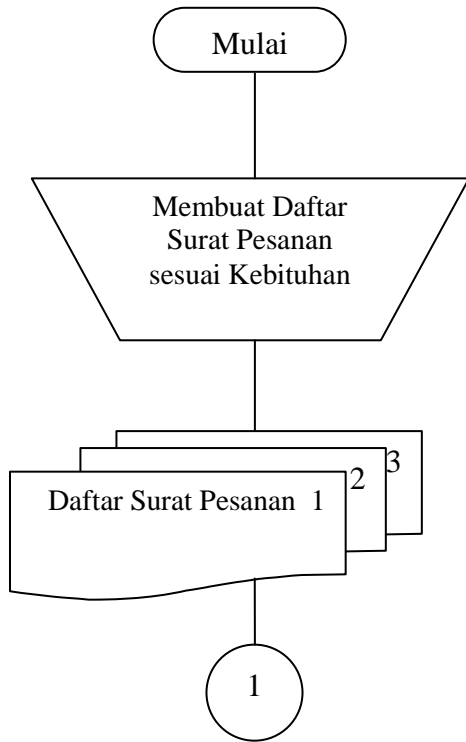 Mulai
Membuat Daftar
Surat Pesanan
sesuai Kebituhan
3
2
Daftar Surat Pesanan 1
1